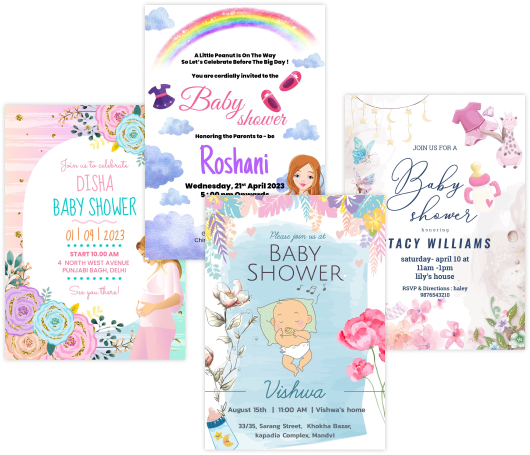 A Little Peanut Is On The Way
So Let's Celebrate Before The Big Day !
You are cordially invited to the
Baby
shower
Honoring the Parents to - be
Roshani
Wednesday, 21st April 2023
5:00 pm Onwards
Join us to celebrate
DISHA
BABY SHOWER
01 | 09 | 2023
START 10.00 AM
4 NORTH WEST AVENUE
PUNJABI BAGH, DELHI
See you there!
JOIN US FOR A
Baby
shower
honoring
TACY WILLIAMS
saturday- april 10 at
11am -1pm
lily's house
RSVP & Directions : haley
9876543210
Please join us at
BABY
SHOWER
Vishwa
August 15th | 11:00 AM | Vishwa's home
33/35, Sarang Street, Khokha Bazar,
kapadia Complex, Mandvi